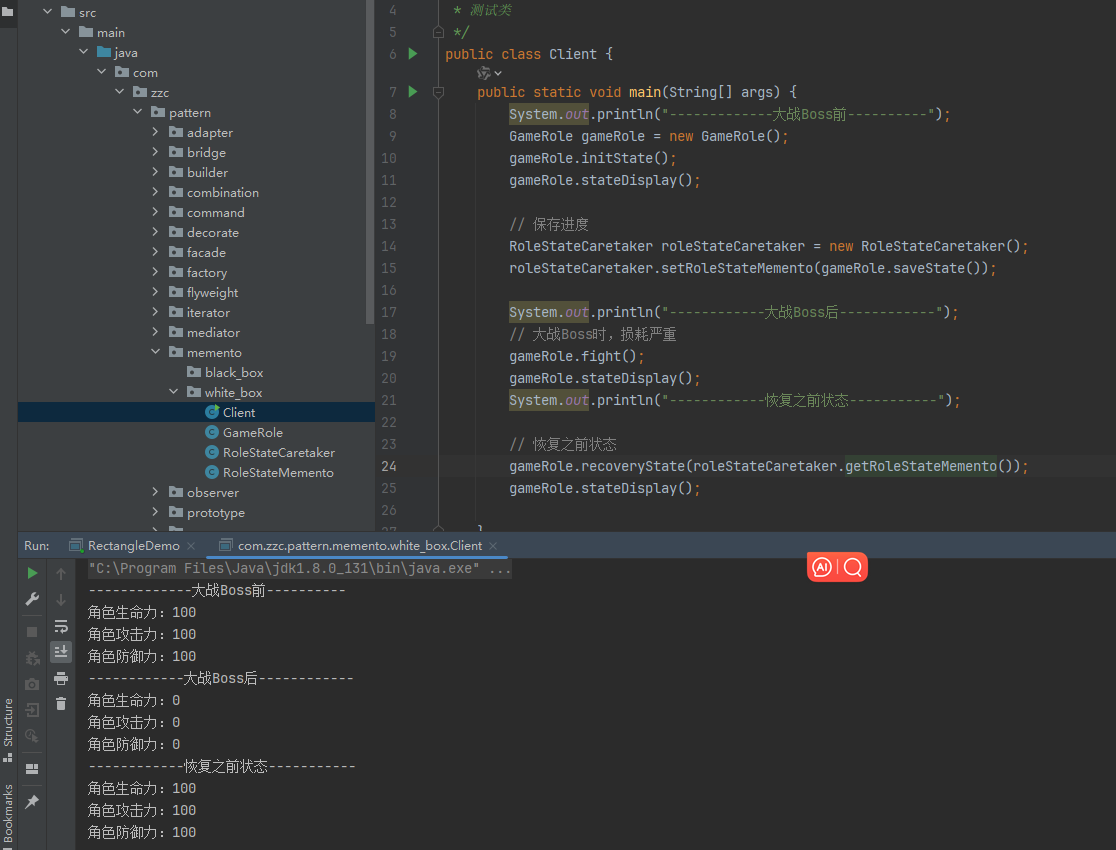 src
main
java
com
zzc
pattern
adapter
bridge
builder
combination
command
decorate
facade
factory
flyweight
iterator
mediator
memento
black_box
white_box
Client
GameRole
RoleStateCaretaker
RoleStateMemento
observer
prototype
4 * 测试类
5 */
6 public class Client {
7 public static void main(String[] args) {
8 System.out.println("-------------大战Boss前----------");
9 GameRole gameRole = new GameRole();
10 gameRole.initState();
11 gameRole.stateDisplay();
12
13 // 保存进度
14 RoleStateCaretaker roleStateCaretaker = new RoleStateCaretaker();
15 roleStateCaretaker.setRoleStateMemento(gameRole.saveState());
16
17 System.out.println("------------大战Boss后------------");
18 // 大战Boss时，损耗严重
19 gameRole.fight();
20 gameRole.stateDisplay();
21 System.out.println("------------恢复之前状态-----------");
22
23 // 恢复之前状态
24 gameRole.recoveryState(roleStateCaretaker.getRoleStateMemento());
25 gameRole.stateDisplay();
26
27 }
Run: RectangleDemo × com.zzc.pattern.memento.white_box.Client ×
"C:\Program Files\Java\jdk1.8.0_131\bin\java.exe" ...
-------------大战Boss前----------
角色生命力：100
角色攻击力：100
角色防御力：100
------------大战Boss后------------
角色生命力：0
角色攻击力：0
角色防御力：0
------------恢复之前状态-----------
角色生命力：100
角色攻击力：100
角色防御力：100
Structure
Bookmarks
AI